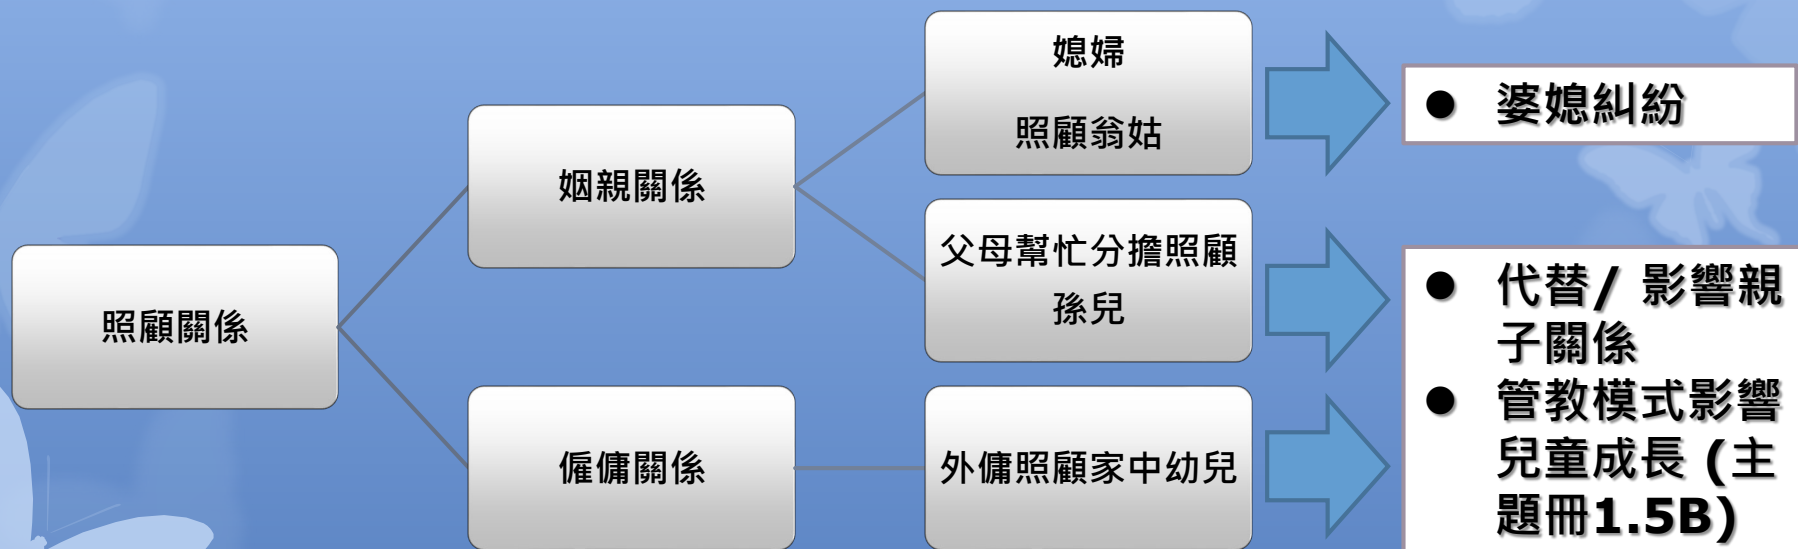 照顧關係
姻親關係
僱傭關係
媳婦
照顧翁姑
父母幫忙分擔照顧
孫兒
外傭照顧家中幼兒
● 婆媳糾紛
● 代替/ 影響親
子關係
● 管教模式影響
兒童成長 (主
題冊1.5B)